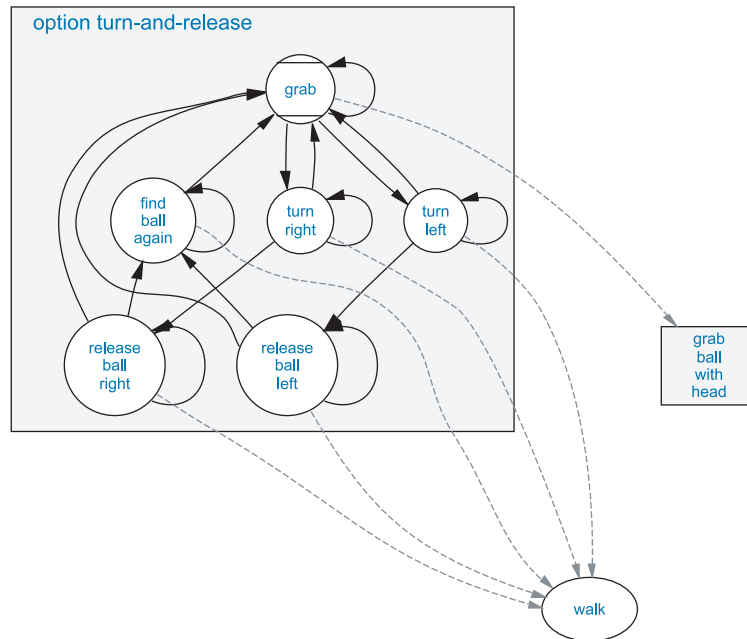 option turn-and-release
grab
find
ball
again
turn
right
turn
left
release
ball
right
release
ball
left
grab
ball
with
head
walk